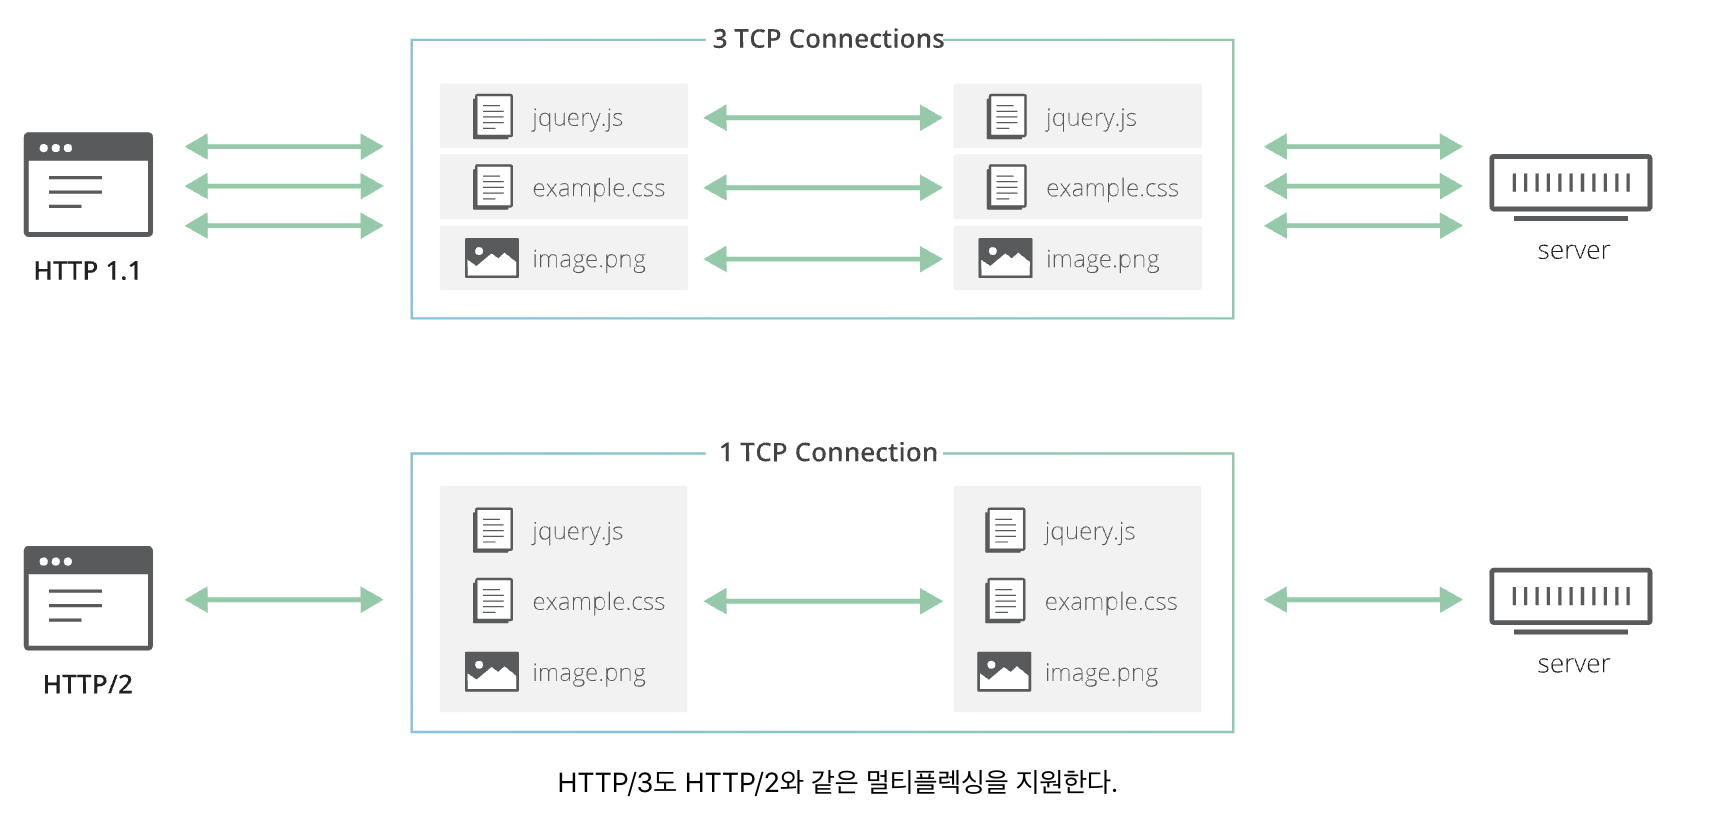 3 TCP Connections
jquery.js
jquery.js
example.css
example.css
image.png
image.png
HTTP 1.1
server
1 TCP Connection
jquery.js
jquery.js
example.css
example.css
image.png
image.png
HTTP/2
server
HTTP/3도 HTTP/2와 같은 멀티플렉싱을 지원한다.